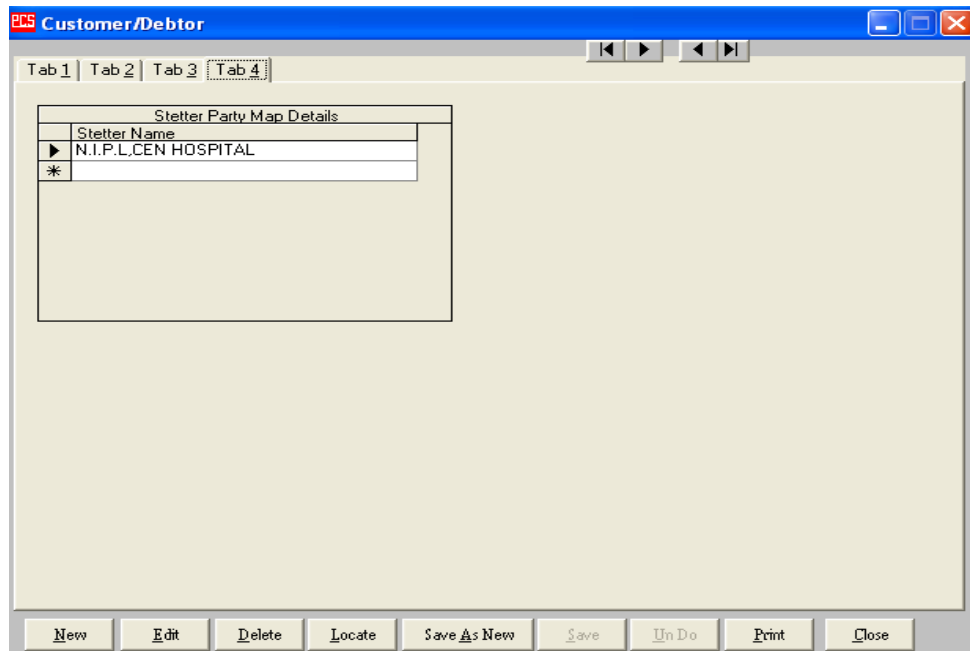 PCS Customer/Debtor
Tab 1 Tab 2 Tab 3 Tab 4
Stetter Party Map Details
Stetter Name
N.I.P.L,CEN HOSPITAL
New Edit Delete Locate Save As New Save Un Do Print Close